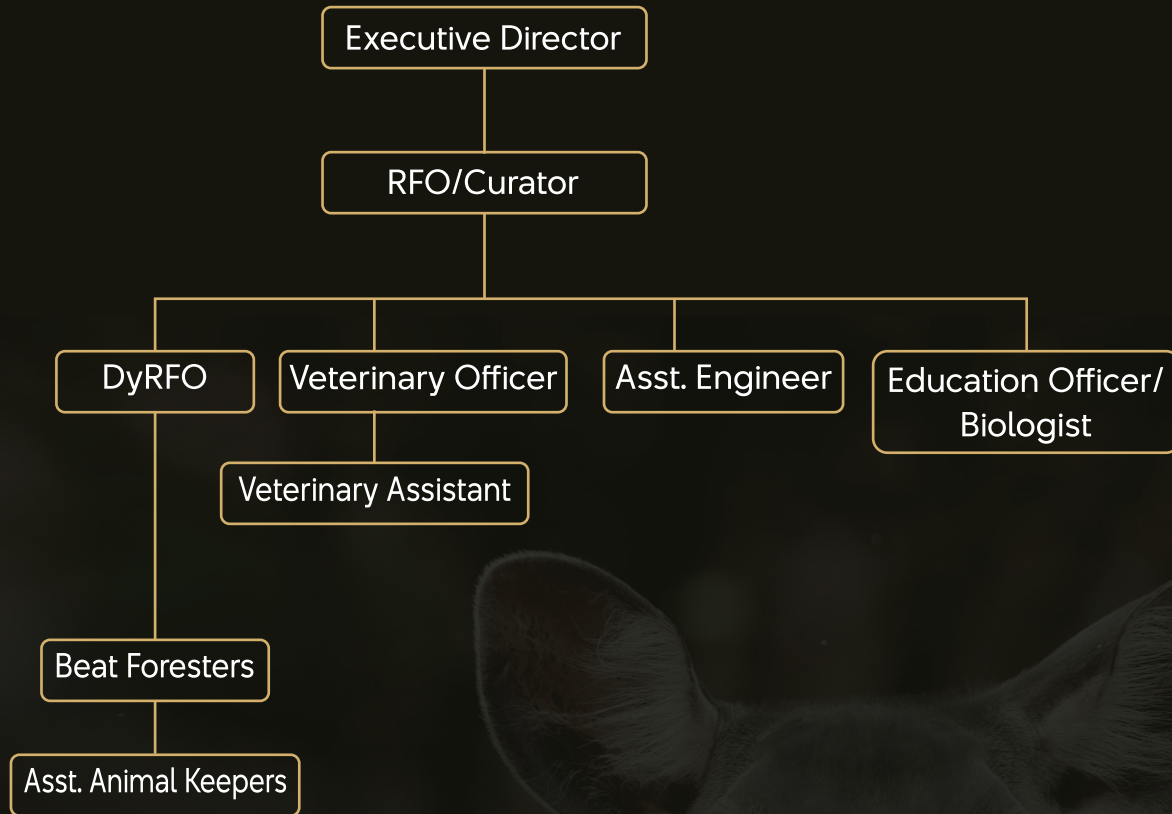 Executive Director
RFO/Curator
DyRFO
Veterinary Officer
Asst. Engineer
Education Officer/
Biologist
Veterinary Assistant
Beat Foresters
Asst. Animal Keepers